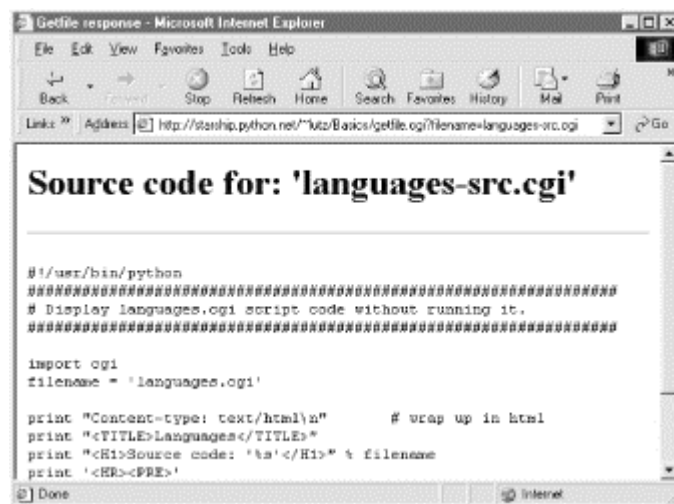 Getfile response - Microsoft Internet Explorer
File Edit View Favorites Tools Help
Back Forward Stop Refresh Home Search Favorites History Mail Print
Links » Address http://starship.python.net/~lutz/Basics/getfile.cgi?filename=languages-src.cgi Go
Source code for: 'languages-src.cgi'
#!/usr/bin/python
#################################################################
# Display languages.cgi script code without running it.
#################################################################
import cgi
filename = 'languages.cgi'
print "Content-type: text/html\n" # wrap up in html
print "<TITLE>Languages</TITLE>"
print "<H1>Source code: '%s'</H1>" % filename
print '<HR><PRE>'
Done Internet